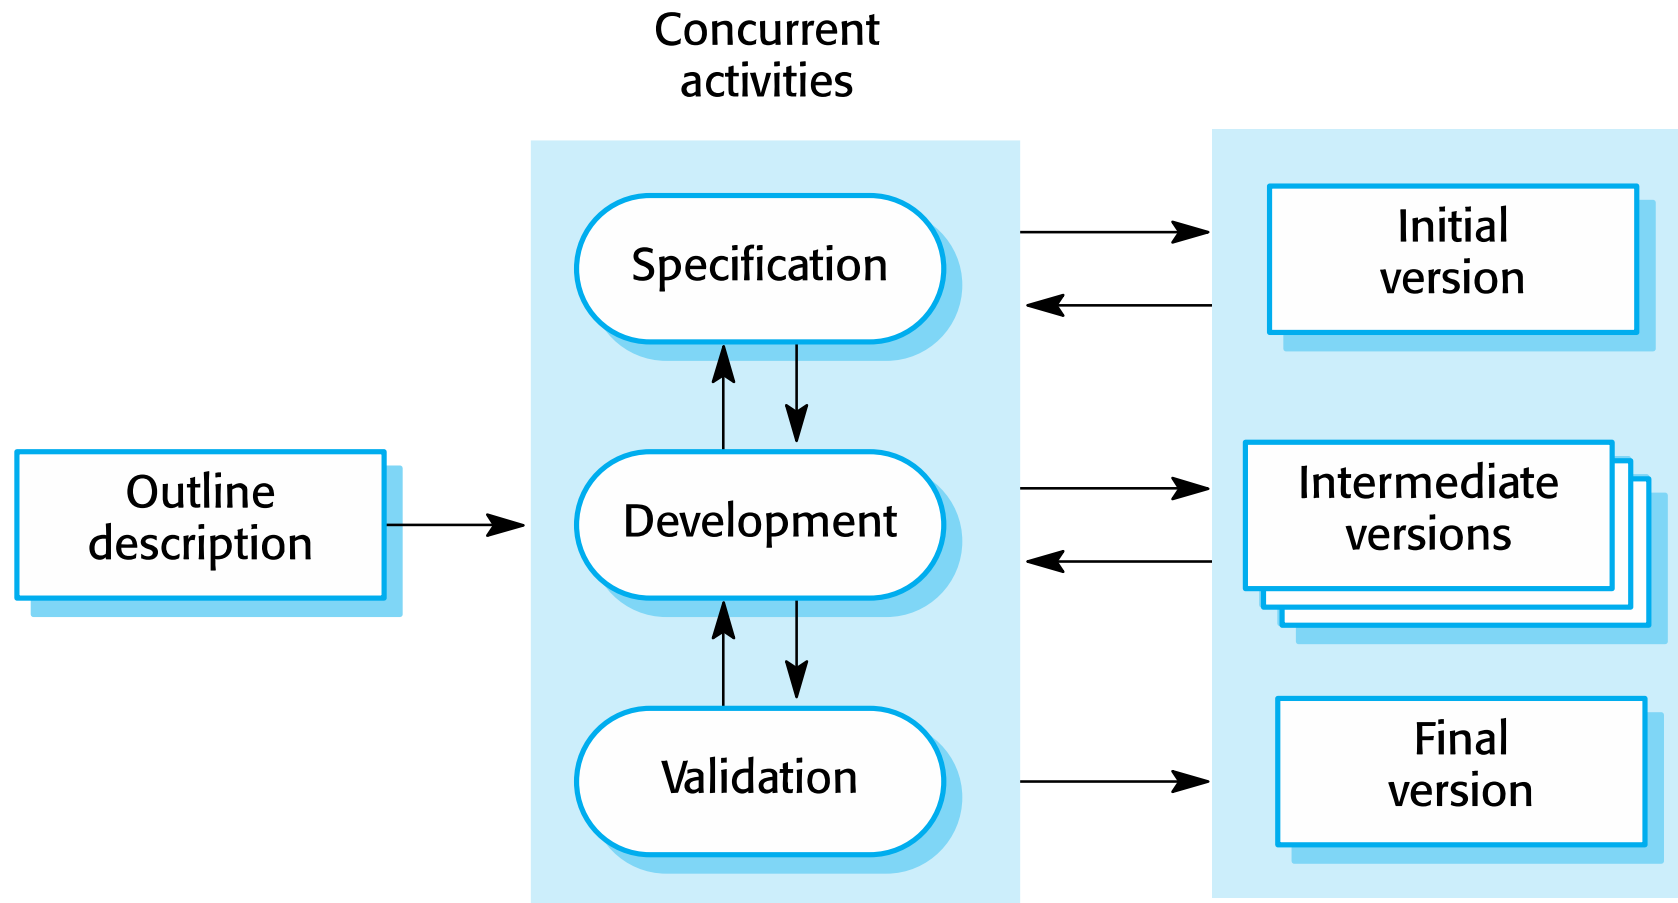 Concurrent
activities
Specification
Initial
version
Outline
description
Development
Intermediate
versions
Validation
Final
version